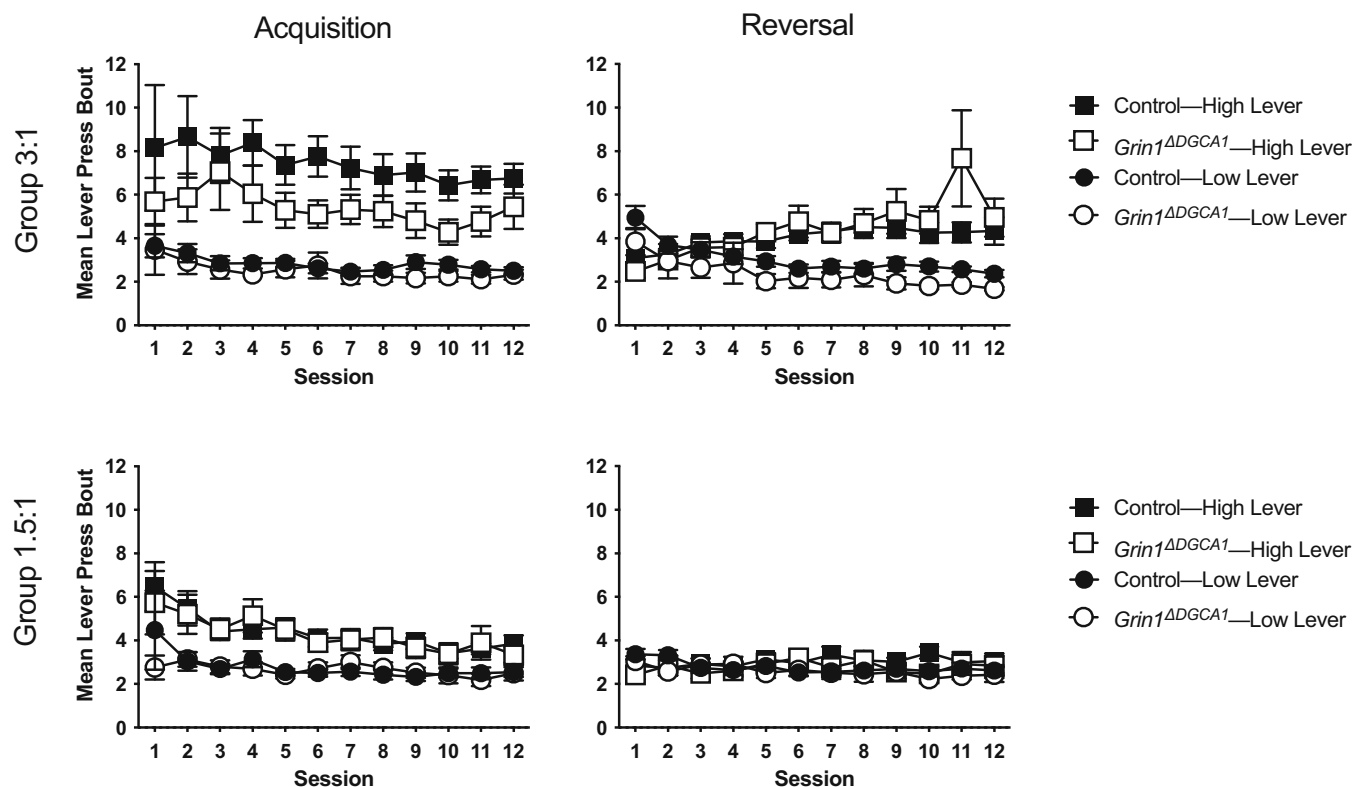 Acquisition
Reversal
Group 3:1
Mean Lever Press Bout
12
10
8
6
4
2
0
1 2 3 4 5 6 7 8 9 10 11 12
Session
12
10
8
6
4
2
0
1 2 3 4 5 6 7 8 9 10 11 12
Session
Control—High Lever
Grin1ΔDGCA1—High Lever
Control—Low Lever
Grin1ΔDGCA1—Low Lever
Group 1.5:1
Mean Lever Press Bout
12
10
8
6
4
2
0
1 2 3 4 5 6 7 8 9 10 11 12
Session
12
10
8
6
4
2
0
1 2 3 4 5 6 7 8 9 10 11 12
Session
Control—High Lever
Grin1ΔDGCA1—High Lever
Control—Low Lever
Grin1ΔDGCA1—Low Lever